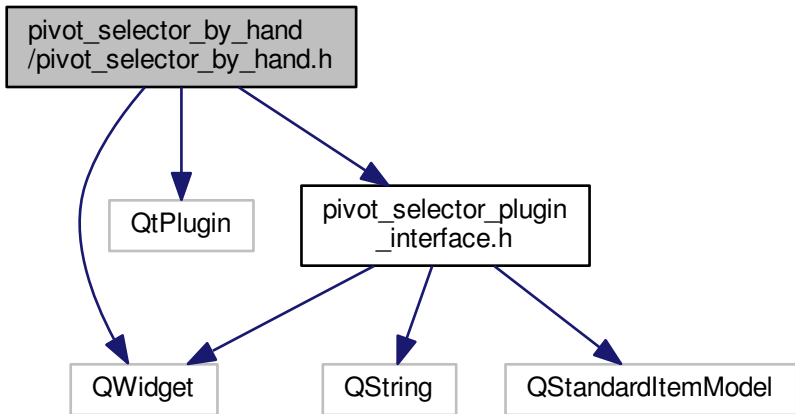 pivot_selector_by_hand
/pivot_selector_by_hand.h
QtPlugin
pivot_selector_plugin
_interface.h
QWidget
QString
QStandardItemModel